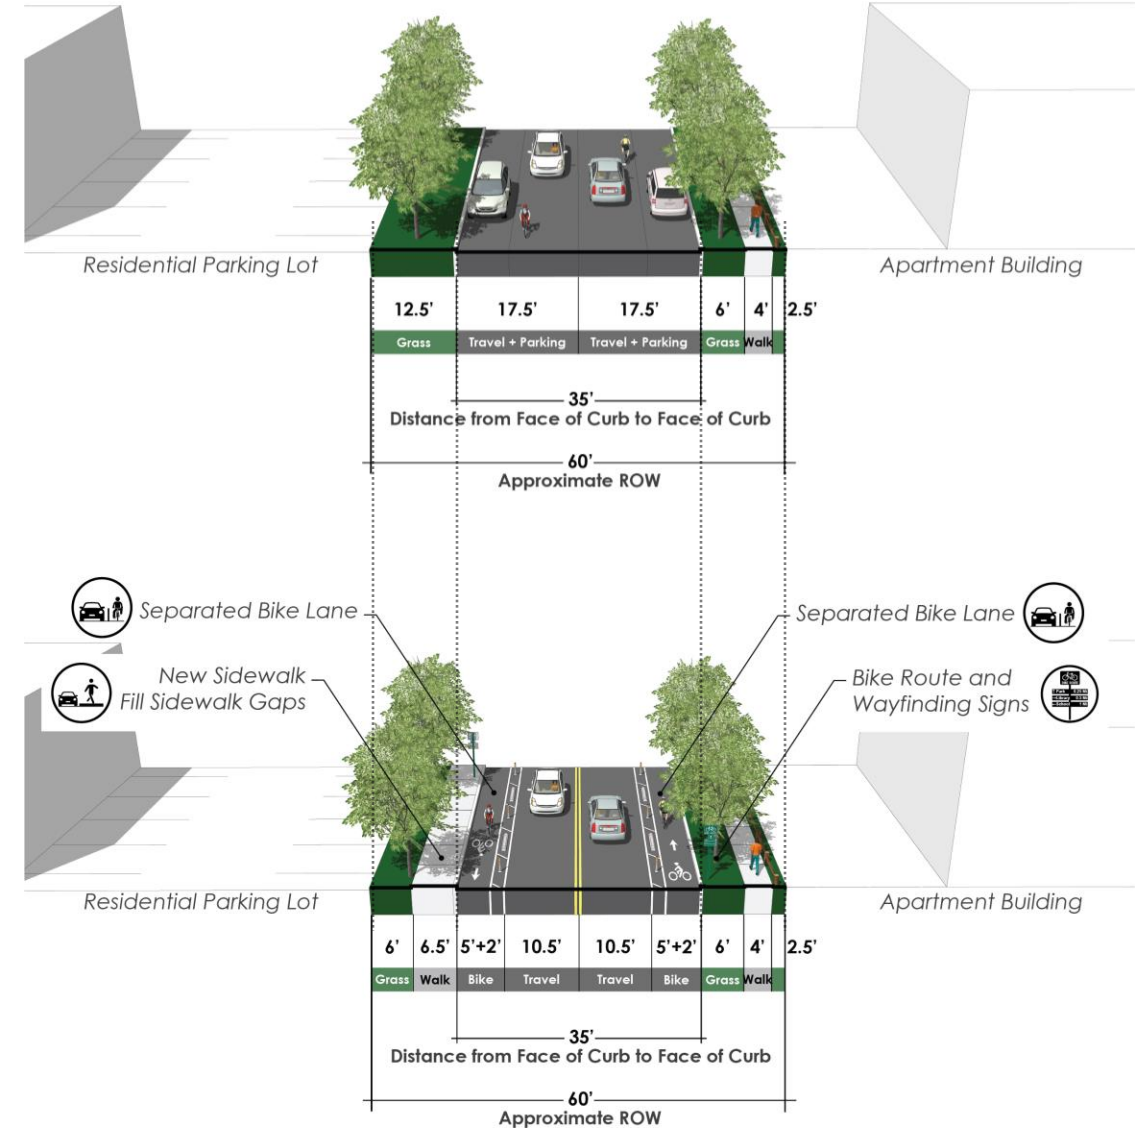 Residential Parking Lot
Apartment Building
12.5' 17.5' 17.5' 6' 4' 2.5'
Grass Travel + Parking Travel + Parking Grass Walk
35'
Distance from Face of Curb to Face of Curb
60'
Approximate ROW
Separated Bike Lane
Separated Bike Lane
New Sidewalk
Fill Sidewalk Gaps
Bike Route and
Wayfinding Signs
Residential Parking Lot
Apartment Building
6' 6.5' 5'+2' 10.5' 10.5' 5'+2' 6' 4' 2.5'
Grass Walk Bike Travel Travel Bike Grass Walk
35'
Distance from Face of Curb to Face of Curb
60'
Approximate ROW